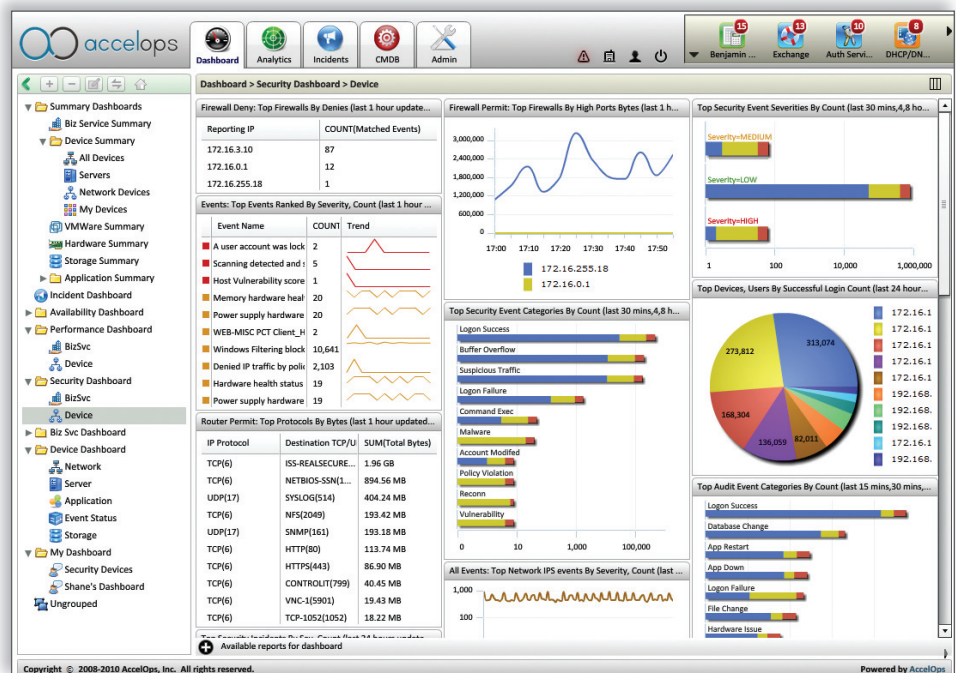 accelops
Dashboard
Analytics
Incidents
CMDB
Admin
15
Benjamin ...
13
Exchange
10
Auth Servi...
8
DHCP/DN...
Dashboard > Security Dashboard > Device
Summary Dashboards
Biz Service Summary
Device Summary
All Devices
Servers
Network Devices
My Devices
VMWare Summary
Hardware Summary
Storage Summary
Application Summary
Incident Dashboard
Availability Dashboard
Performance Dashboard
BizSvc
Device
Security Dashboard
BizSvc
Device
Biz Svc Dashboard
Device Dashboard
Network
Server
Application
Event Status
Storage
My Dashboard
Security Devices
Shane's Dashboard
Ungrouped
Firewall Deny: Top Firewalls By Denies (last 1 hour update...
Reporting IP COUNT(Matched Events)
172.16.3.10 87
172.16.0.1 12
172.16.255.18 1
Events: Top Events Ranked By Severity, Count (last 1 hour ...
Event Name COUNT Trend
A user account was lock 2
Scanning detected and 5
Host Vulnerability score 1
Memory hardware heal 20
Power supply hardware 20
WEB-MISC PCT Client_H 2
Windows Filtering block 10,641
Denied IP traffic by polic 2,103
Hardware health status 19
Power supply hardware 19
Router Permit: Top Protocols By Bytes (last 1 hour updated...
IP Protocol Destination TCP/U SUM(Total Bytes)
TCP(6) ISS-REALSECURE... 1.96 GB
TCP(6) NETBIOS-SSN(1... 894.56 MB
UDP(17) SYSLOG(514) 404.24 MB
TCP(6) NFS(2049) 193.42 MB
UDP(17) SNMP(161) 193.18 MB
TCP(6) HTTP(80) 113.74 MB
TCP(6) HTTPS(443) 86.90 MB
TCP(6) CONTROLIT(799) 40.45 MB
TCP(6) VNC-1(5901) 19.43 MB
TCP(6) TCP-1052(1052) 18.22 MB
Firewall Permit: Top Firewalls By High Ports Bytes (last 1 h...
3,000,000
2,400,000
1,800,000
1,200,000
600,000
0
17:00 17:10 17:20 17:30 17:40 17:50
172.16.255.18
172.16.0.1
Top Security Event Categories By Count (last 30 mins,4,8 h...
Logon Success
Buffer Overflow
Suspicious Traffic
Logon Failure
Command Exec
Malware
Account Modifed
Policy Violation
Reconn
Vulnerability
0 10 1,000 100,000
All Events: Top Network IPS events By Severity, Count (last ...
1,000
100
Top Security Event Severities By Count (last 30 mins,4,8 ho...
Severity=MEDIUM
Severity=LOW
Severity=HIGH
1 100 10,000 1,000,000
Top Devices, Users By Successful Login Count (last 24 hour...
313,074
273,812
168,304
136,059
82,011
172.16.1
172.16.1
172.16.1
172.16.1
172.16.1
192.168.
192.168.
192.168.
172.16.1
192.168.
Top Audit Event Categories By Count (last 15 mins,30 mins,...
Logon Success
Database Change
App Restart
App Down
Logon Failure
File Change
Hardware Issue
Available reports for dashboard
Copyright © 2008-2010 AccelOps, Inc. All rights reserved.
Powered by AccelOps